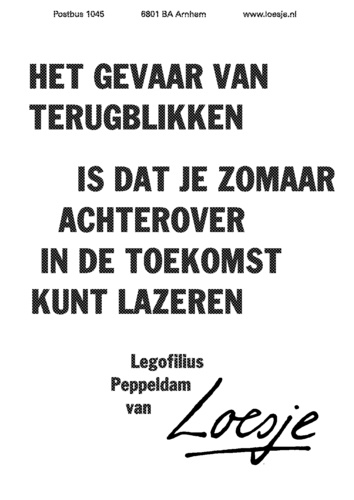 Postbus 1045 6801 BA Arnhem www.loesje.nl
HET GEVAAR VAN
TERUGBLIKKEN
IS DAT JE ZOMAAR
ACHTEROVER
IN DE TOEKOMST
KUNT LAZEREN
Legofilius
Peppeldam
van Loesje